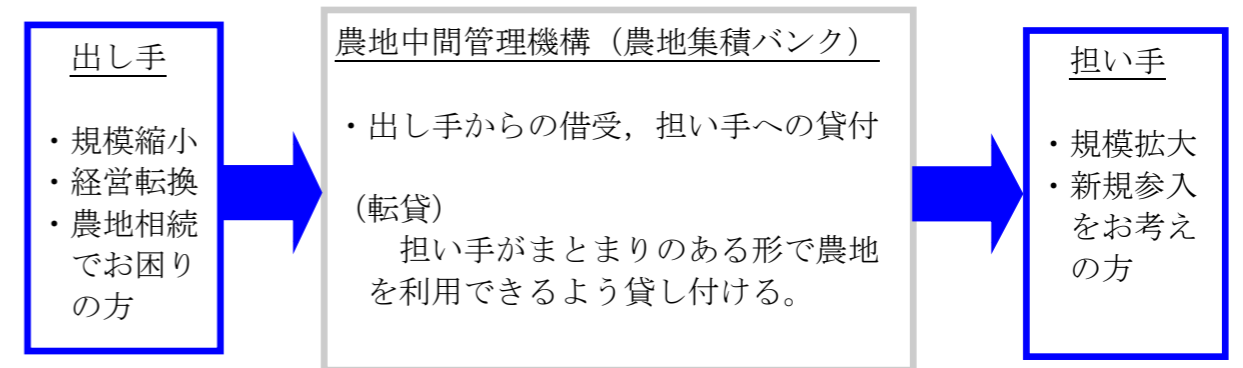 出し手
・規模縮小
・経営転換
・農地相続
でお困り
の方
農地中間管理機構（農地集積バンク）
・出し手からの借受，担い手への貸付
（転貸）
担い手がまとまりのある形で農地
を利用できるよう貸し付ける。
担い手
・規模拡大
・新規参入
をお考え
の方